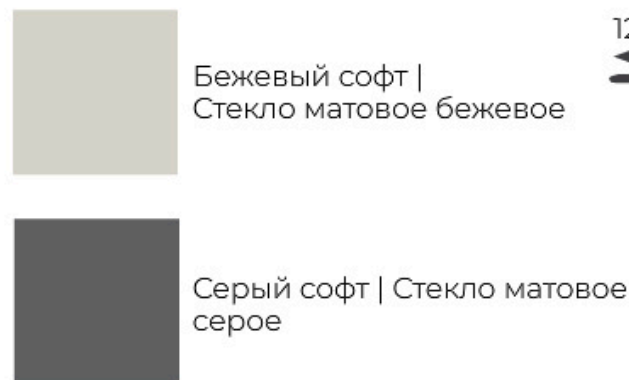 Бежевый софт |
Стекло матовое бежевое
Серый софт | Стекло матовое
серое